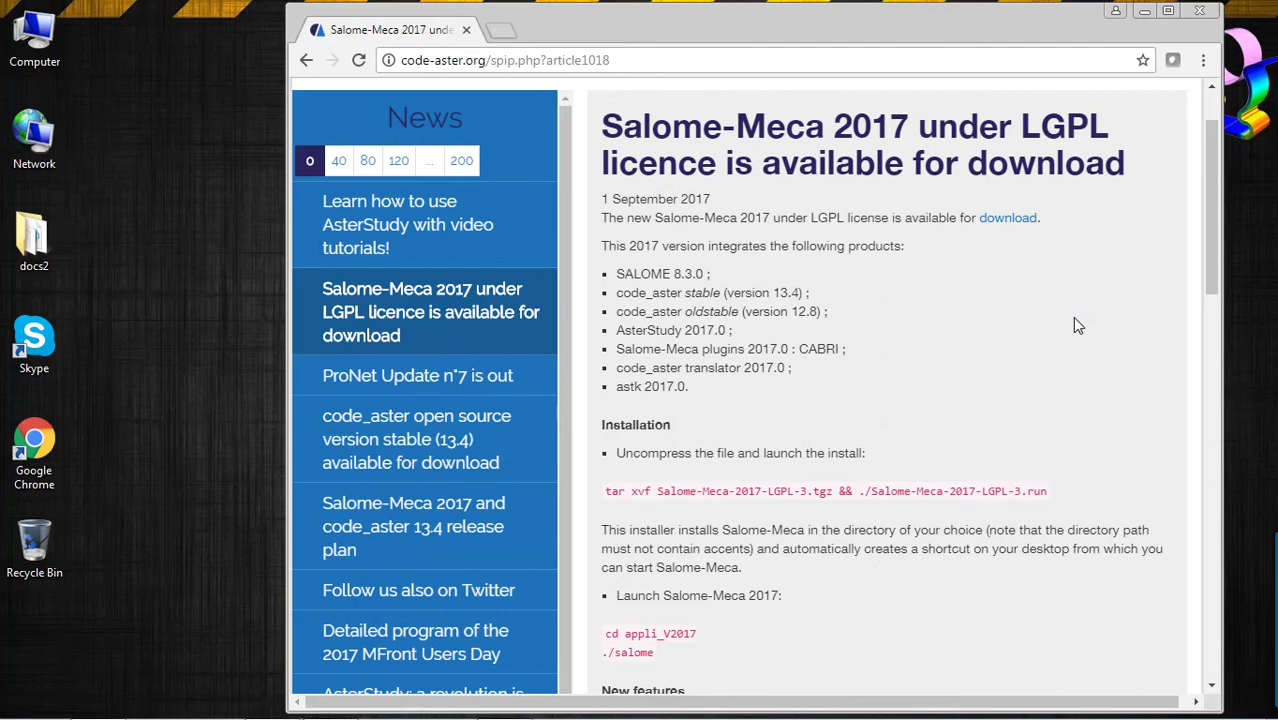 Computer
Network
docs2
Skype
Google
Chrome
Recycle Bin
Salome-Meca 2017 unde
code-aster.org/spip.php?article1018
News
0 40 80 120 ... 200
Learn how to use
AsterStudy with video
tutorials!
Salome-Meca 2017 under
LGPL licence is available for
download
ProNet Update n°7 is out
code_aster open source
version stable (13.4)
available for download
Salome-Meca 2017 and
code_aster 13.4 release
plan
Follow us also on Twitter
Detailed program of the
2017 MFront Users Day
AsterStudy: a revolution is
Salome-Meca 2017 under LGPL
licence is available for download
1 September 2017
The new Salome-Meca 2017 under LGPL license is available for download.
This 2017 version integrates the following products:
SALOME 8.3.0 ;
code_aster stable (version 13.4) ;
code_aster oldstable (version 12.8) ;
AsterStudy 2017.0 ;
Salome-Meca plugins 2017.0 : CABRI ;
code_aster translator 2017.0 ;
astk 2017.0.
Installation
Uncompress the file and launch the install:
tar xvf Salome-Meca-2017-LGPL-3.tgz && ./Salome-Meca-2017-LGPL-3.run
This installer installs Salome-Meca in the directory of your choice (note that the directory path
must not contain accents) and automatically creates a shortcut on your desktop from which you
can start Salome-Meca.
Launch Salome-Meca 2017:
cd appli_V2017
./salome
New features